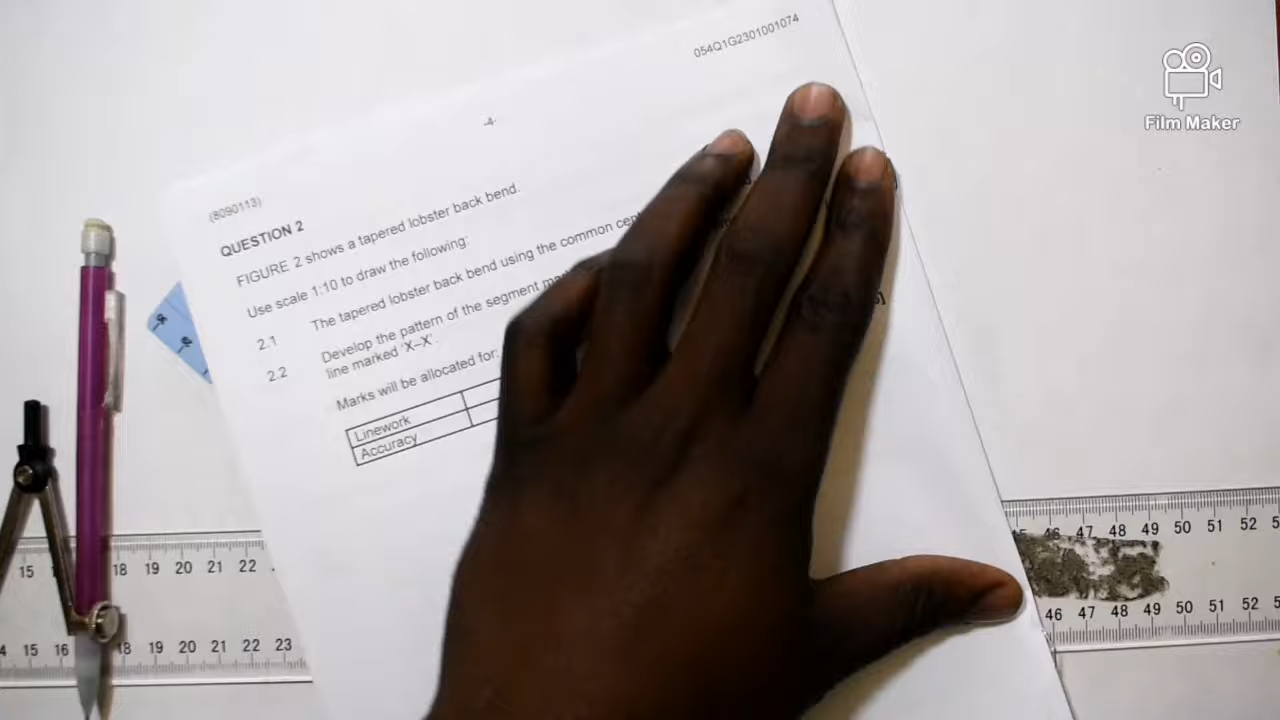 054Q1G2301001074
-4-
(8090113)
QUESTION 2
FIGURE 2 shows a tapered lobster back bend.
Use scale 1:10 to draw the following:
2.1 The tapered lobster back bend using the common
2.2 Develop the pattern of the segment
line marked 'X–X'.
Marks will be allocated for:
Linework
Accuracy
Film Maker
46 47 48 49 50 51 52
15 18 19 20 21 22
46 47 48 49 50 51 52
14 15 16 18 19 20 21 22 23